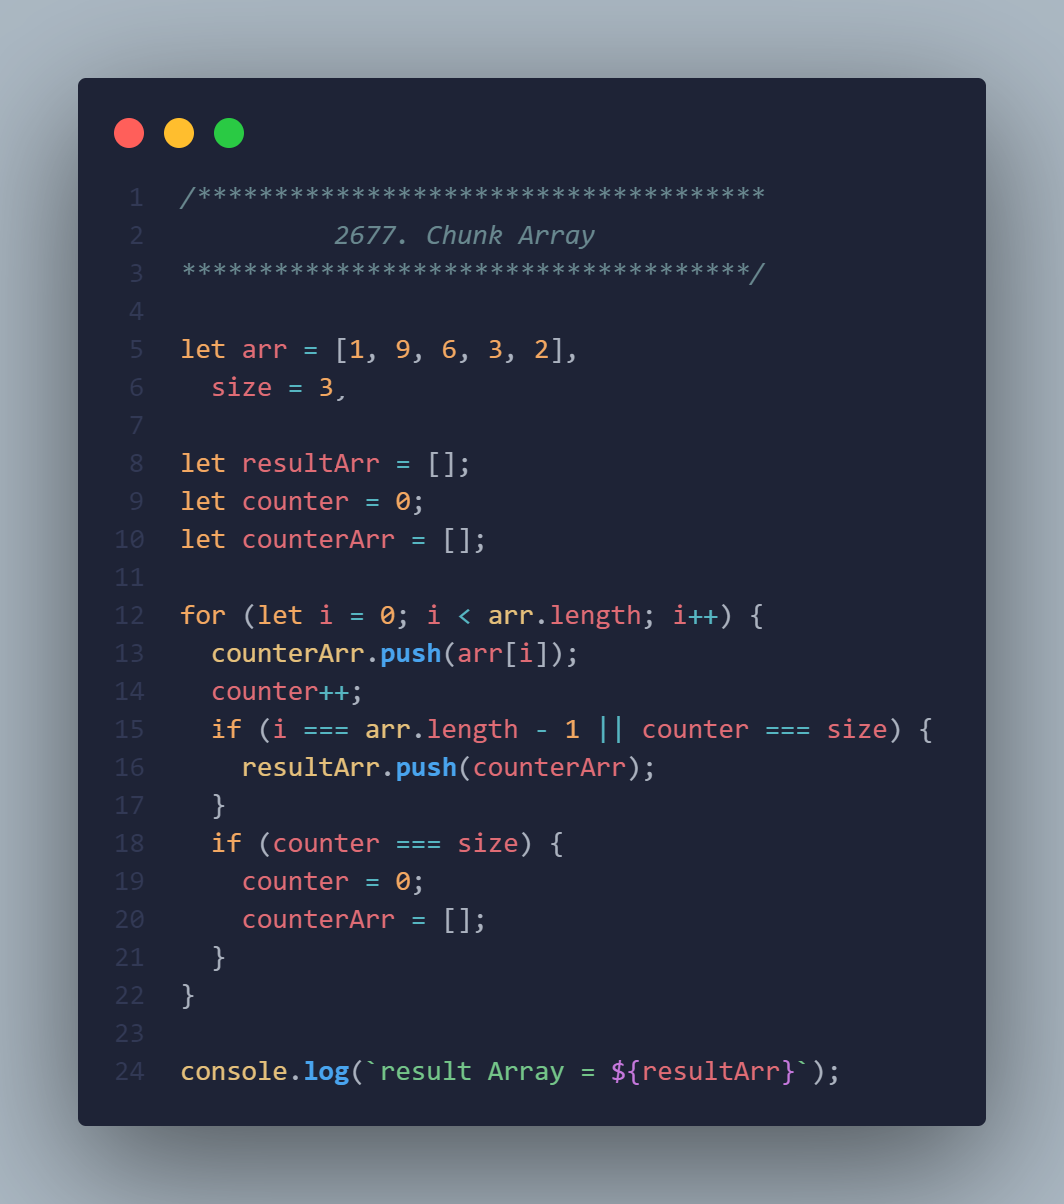 1 /*************************************
2           2677. Chunk Array
3 *************************************/
4
5 let arr = [1, 9, 6, 3, 2],
6   size = 3,
7
8 let resultArr = [];
9 let counter = 0;
10 let counterArr = [];
11
12 for (let i = 0; i < arr.length; i++) {
13   counterArr.push(arr[i]);
14   counter++;
15   if (i === arr.length - 1 || counter === size) {
16     resultArr.push(counterArr);
17   }
18   if (counter === size) {
19     counter = 0;
20     counterArr = [];
21   }
22 }
23
24 console.log(`result Array = ${resultArr}`);